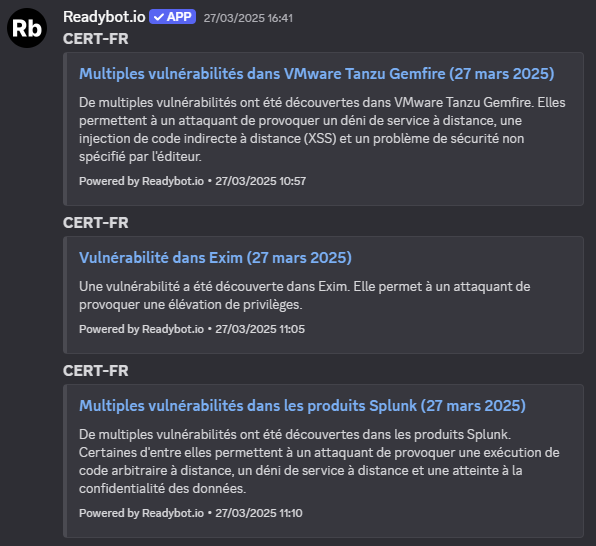 Rb
Readybot.io ✓ APP 27/03/2025 16:41
CERT-FR
Multiples vulnérabilités dans VMware Tanzu Gemfire (27 mars 2025)
De multiples vulnérabilités ont été découvertes dans VMware Tanzu Gemfire. Elles
permettent à un attaquant de provoquer un déni de service à distance, une
injection de code indirecte à distance (XSS) et un problème de sécurité non
spécifié par l'éditeur.
Powered by Readybot.io • 27/03/2025 10:57
CERT-FR
Vulnérabilité dans Exim (27 mars 2025)
Une vulnérabilité a été découverte dans Exim. Elle permet à un attaquant de
provoquer une élévation de privilèges.
Powered by Readybot.io • 27/03/2025 11:05
CERT-FR
Multiples vulnérabilités dans les produits Splunk (27 mars 2025)
De multiples vulnérabilités ont été découvertes dans les produits Splunk.
Certaines d'entre elles permettent à un attaquant de provoquer une exécution de
code arbitraire à distance, un déni de service à distance et une atteinte à la
confidentialité des données.
Powered by Readybot.io • 27/03/2025 11:10